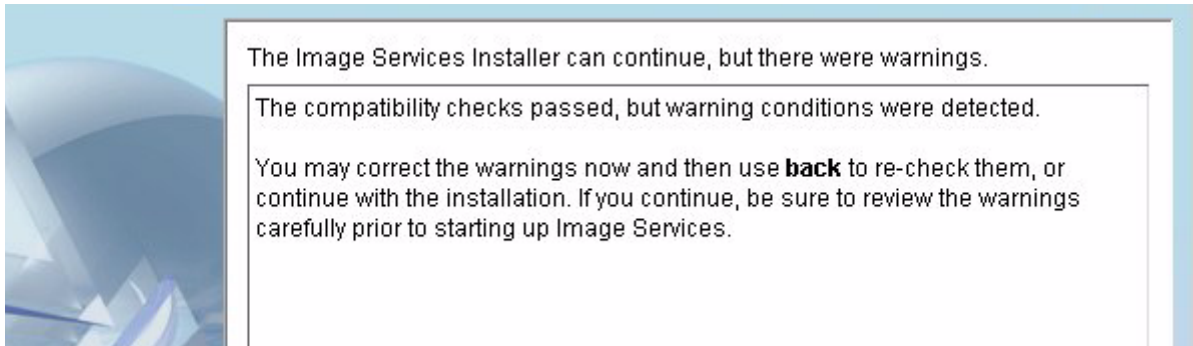 The Image Services Installer can continue, but there were warnings.
The compatibility checks passed, but warning conditions were detected.
You may correct the warnings now and then use back to re-check them, or
continue with the installation. If you continue, be sure to review the warnings
carefully prior to starting up Image Services.